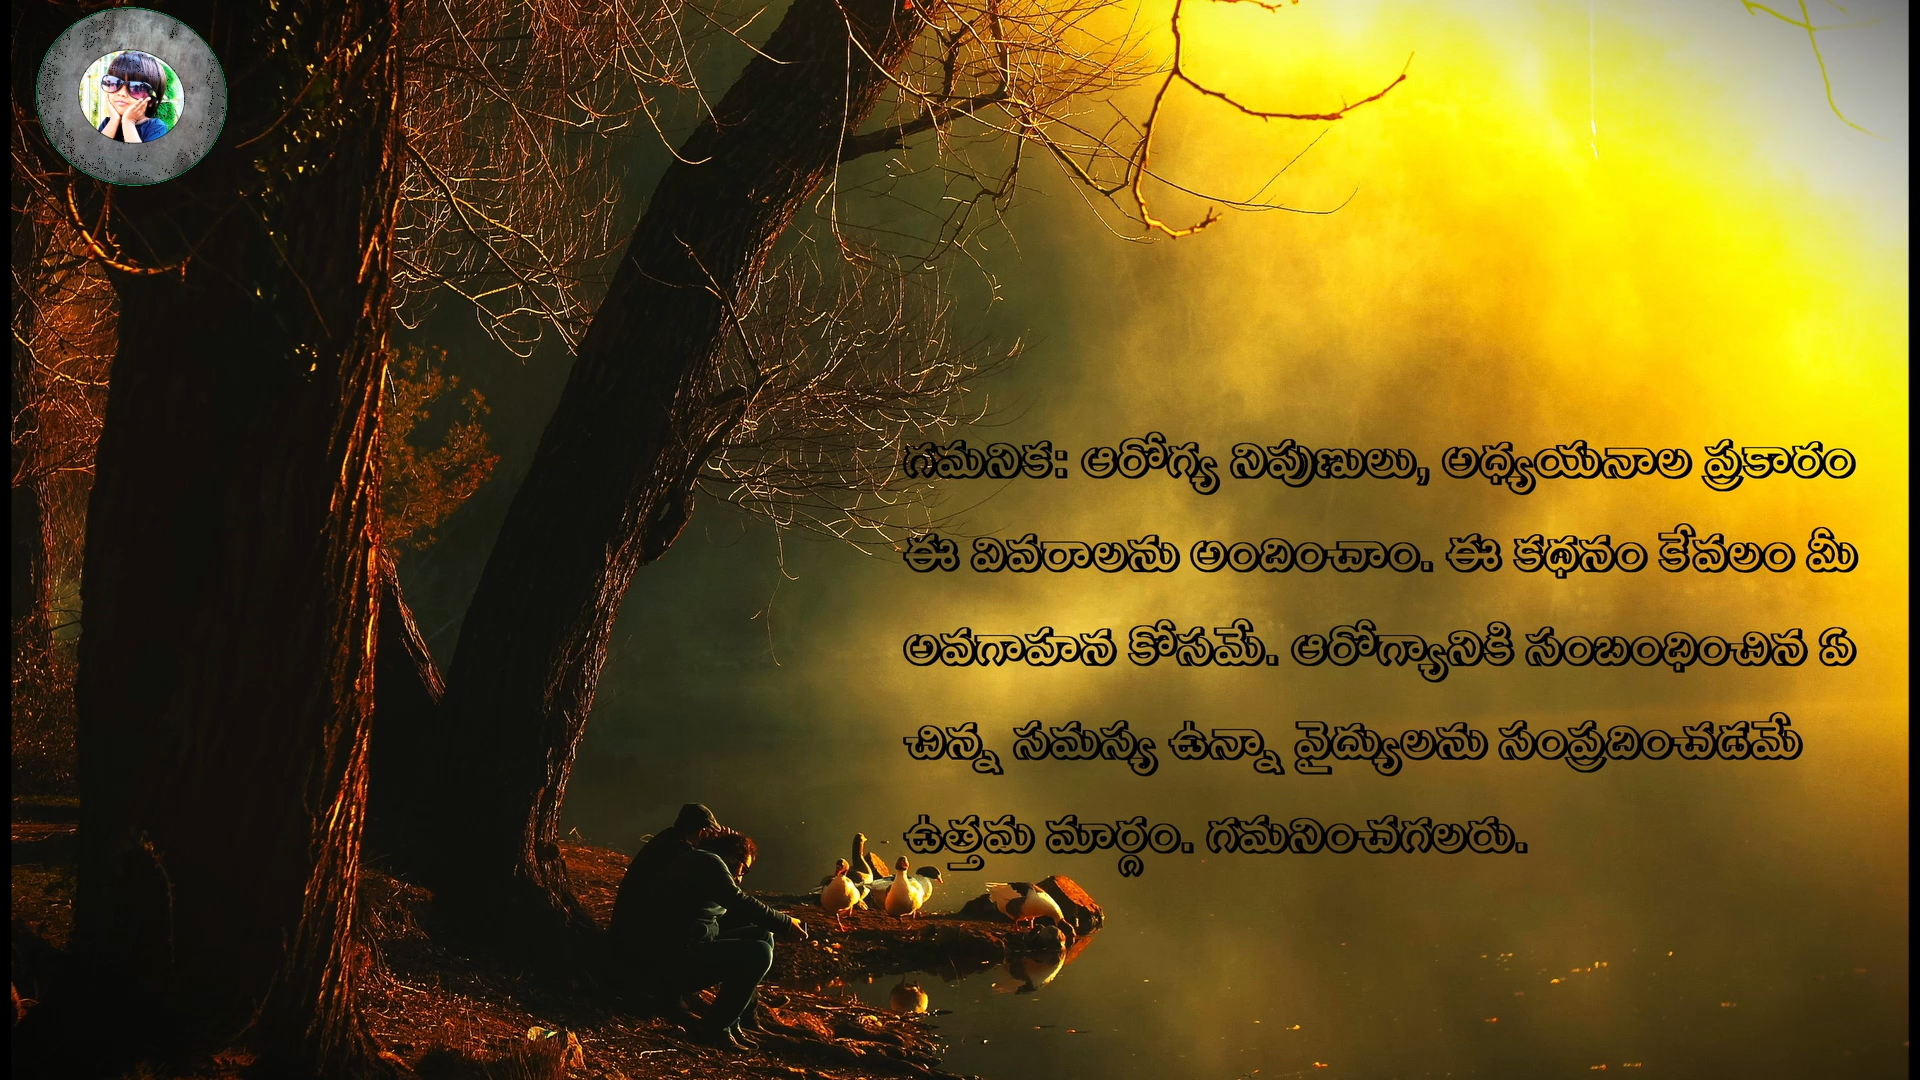 గమనిక: ఆరోగ్య నిపుణులు, అధ్యయనాల ప్రకారం
ఈ వివరాలను అందించాం. ఈ కథనం కేవలం మీ
అవగాహన కోసమే. ఆరోగ్యానికి సంబంధించిన ఏ
చిన్న సమస్య ఉన్నా వైద్యులను సంప్రదించడమే
ఉత్తమ మార్గం. గమనించగలరు.